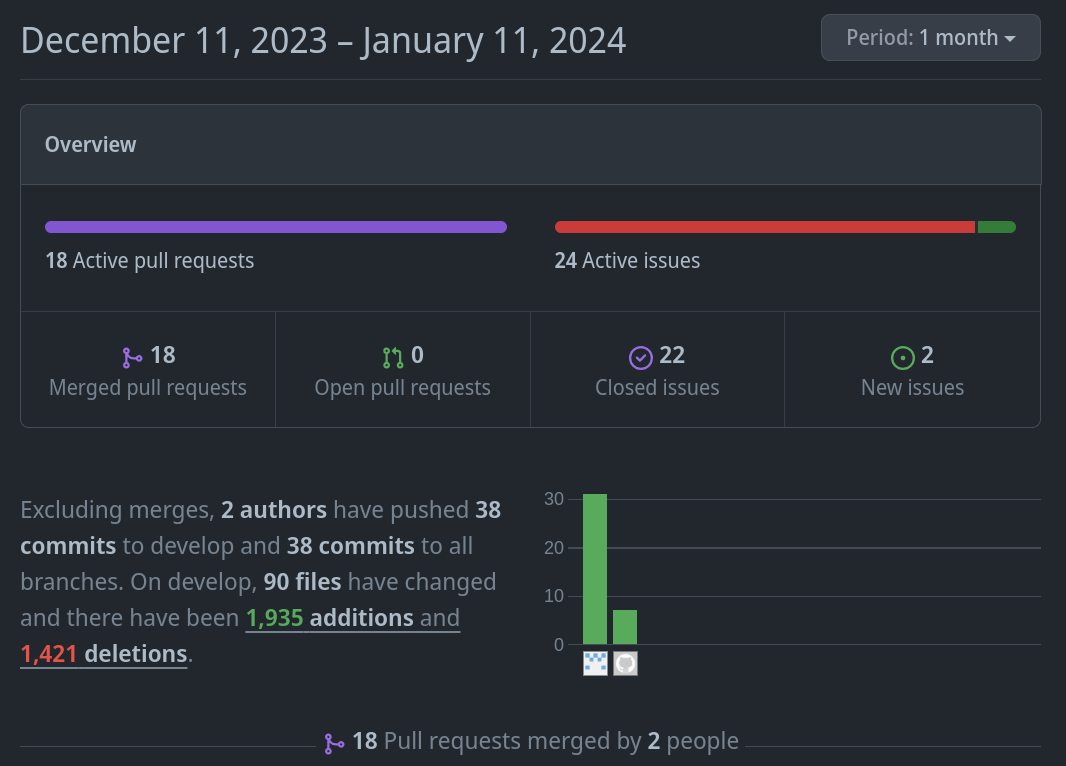 December 11, 2023 – January 11, 2024
Period: 1 month
Overview
18 Active pull requests
24 Active issues
18
Merged pull requests
0
Open pull requests
22
Closed issues
2
New issues
Excluding merges, 2 authors have pushed 38
commits to develop and 38 commits to all
branches. On develop, 90 files have changed
and there have been 1,935 additions and
1,421 deletions.
30
20
10
0
18 Pull requests merged by 2 people